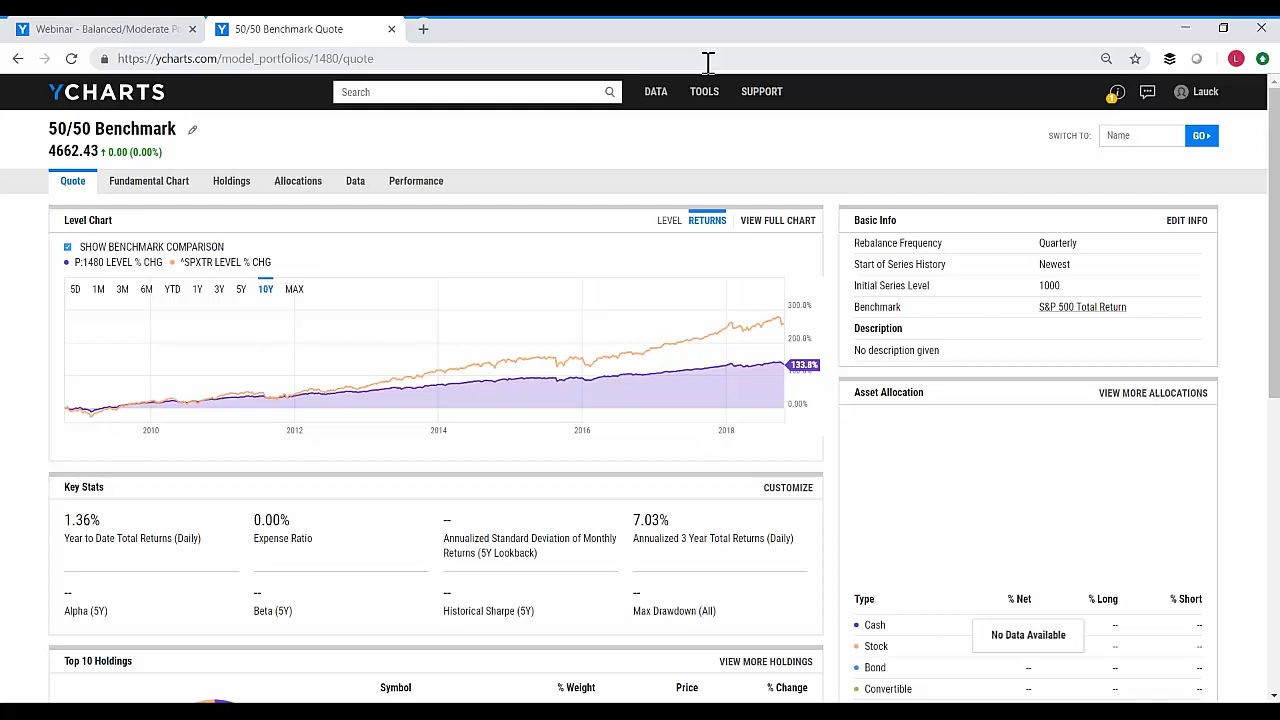 Webinar - Balanced/Moderate P
50/50 Benchmark Quote
https://ycharts.com/model_portfolios/1480/quote
L
YCHARTS
Search
DATA
TOOLS
SUPPORT
1
Lauck
50/50 Benchmark
4662.43 ↑ 0.00 (0.00%)
SWITCH TO:
Name
GO
Quote
Fundamental Chart
Holdings
Allocations
Data
Performance
Level Chart
LEVEL
RETURNS
VIEW FULL CHART
SHOW BENCHMARK COMPARISON
P:1480 LEVEL % CHG
^SPXTR LEVEL % CHG
5D 1M 3M 6M YTD 1Y 3Y 5Y 10Y MAX
300.0%
200.0%
133.8%
0.00%
2010 2012 2014 2016 2018
Basic Info
EDIT INFO
Rebalance Frequency Quarterly
Start of Series History Newest
Initial Series Level 1000
Benchmark S&P 500 Total Return
Description
No description given
Key Stats
CUSTOMIZE
1.36%
Year to Date Total Returns (Daily)
0.00%
Expense Ratio
--
Annualized Standard Deviation of Monthly
Returns (5Y Lookback)
7.03%
Annualized 3 Year Total Returns (Daily)
--
Alpha (5Y)
--
Beta (5Y)
--
Historical Sharpe (5Y)
--
Max Drawdown (All)
Asset Allocation
VIEW MORE ALLOCATIONS
Type % Net % Long % Short
Cash -- --
No Data Available
Stock -- --
Bond -- -- --
Convertible -- -- --
Top 10 Holdings
VIEW MORE HOLDINGS
Symbol % Weight Price % Change